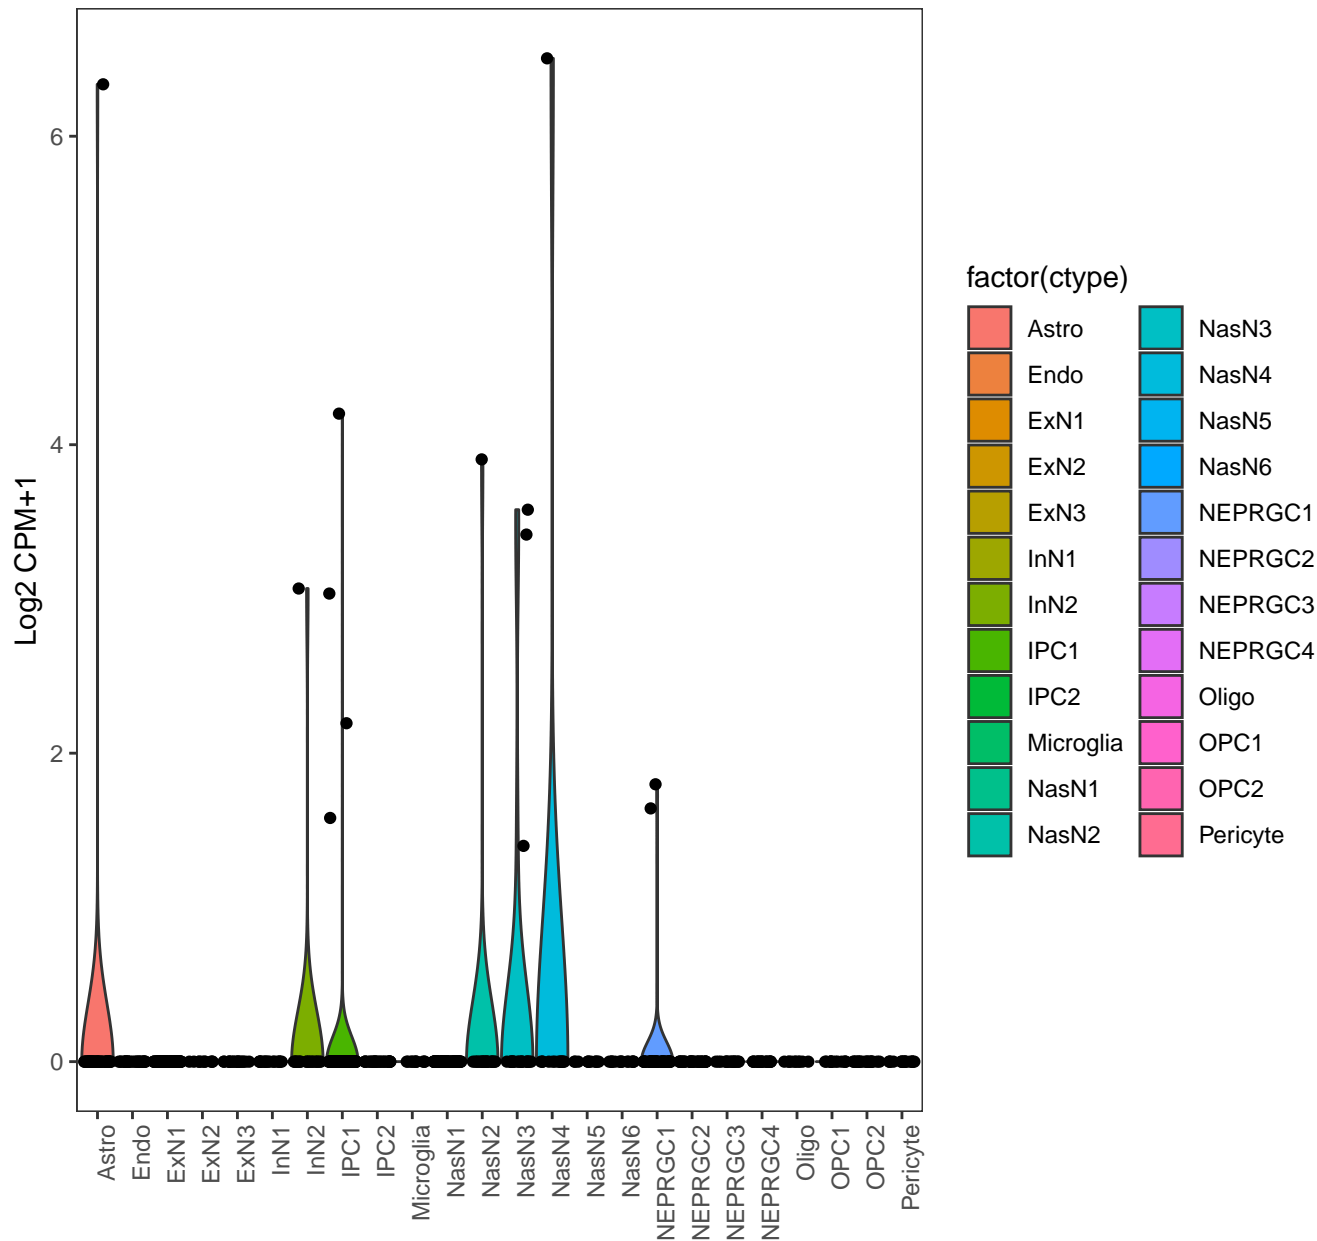 6
4
2
0
Log2 CPM+1
Astro
Endo
ExN1
ExN2
ExN3
InN1
InN2
IPC1
IPC2
Microglia
NasN1
NasN2
NasN3
NasN4
NasN5
NasN6
NEPRGC1
NEPRGC2
NEPRGC3
NEPRGC4
Oligo
OPC1
OPC2
Pericyte
factor(ctype)
Astro
Endo
ExN1
ExN2
ExN3
InN1
InN2
IPC1
IPC2
Microglia
NasN1
NasN2
NasN3
NasN4
NasN5
NasN6
NEPRGC1
NEPRGC2
NEPRGC3
NEPRGC4
Oligo
OPC1
OPC2
Pericyte